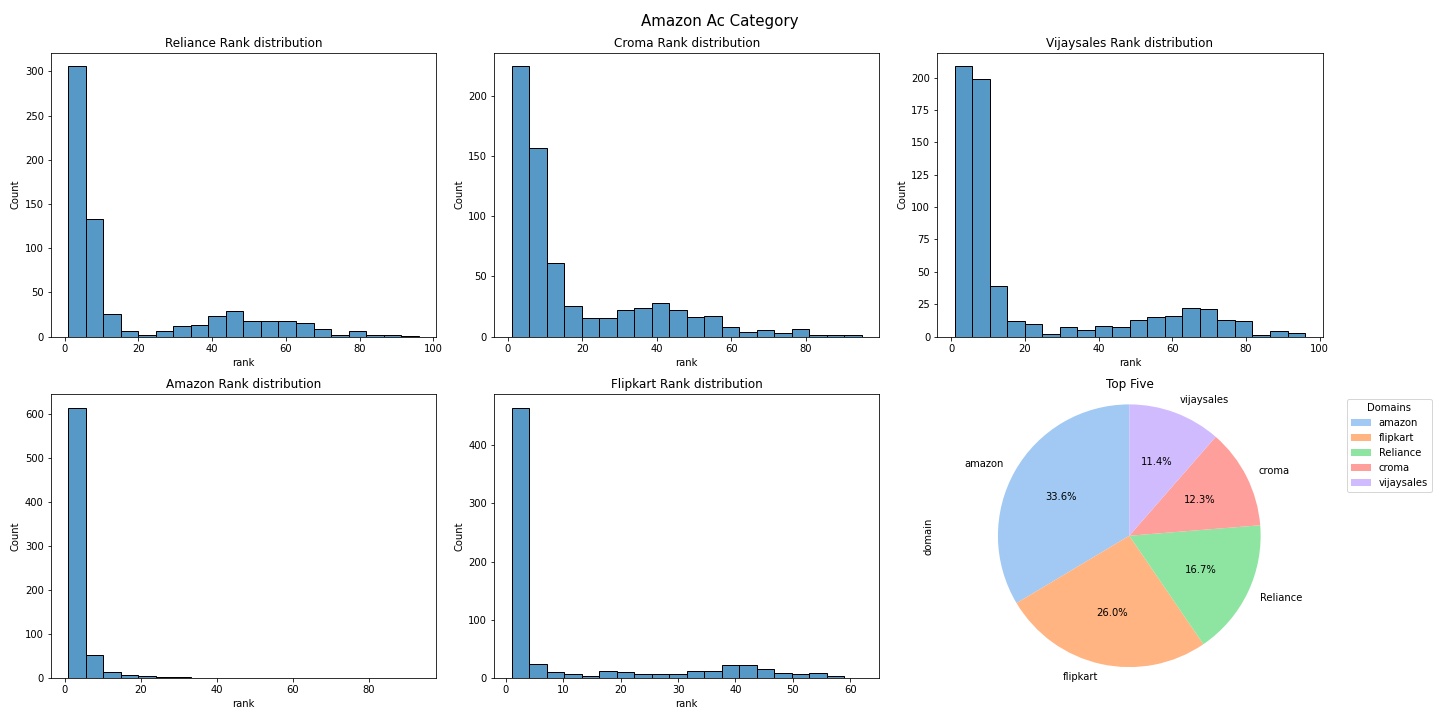 Amazon Ac Category
Reliance Rank distribution
Count
300
250
200
150
100
50
0
0 20 40 60 80 100
rank
Croma Rank distribution
Count
200
150
100
50
0
0 20 40 60 80
rank
Vijaysales Rank distribution
Count
200
175
150
125
100
75
50
25
0
0 20 40 60 80 100
rank
Amazon Rank distribution
Count
600
500
400
300
200
100
0
0 20 40 60 80
rank
Flipkart Rank distribution
Count
400
300
200
100
0
0 10 20 30 40 50 60
rank
Top Five
domain
vijaysales
11.4%
amazon
33.6%
croma
12.3%
Reliance
16.7%
flipkart
26.0%
Domains
amazon
flipkart
Reliance
croma
vijaysales